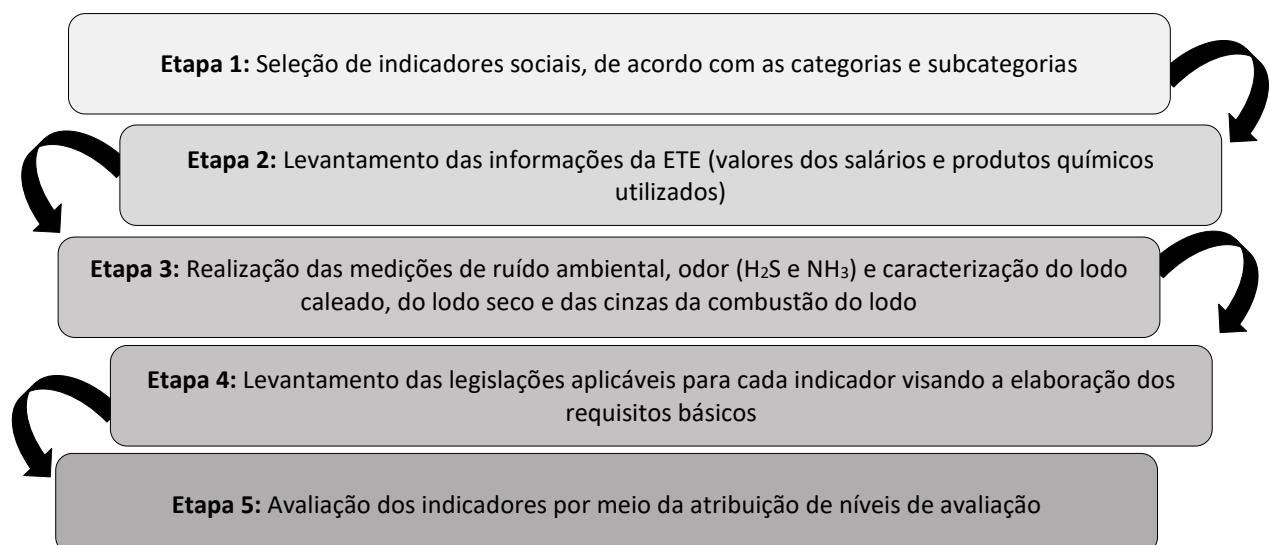 Etapa 1: Seleção de indicadores sociais, de acordo com as categorias e subcategorias
Etapa 2: Levantamento das informações da ETE (valores dos salários e produtos químicos
utilizados)
Etapa 3: Realização das medições de ruído ambiental, odor (H₂S e NH₃) e caracterização do lodo
caleado, do lodo seco e das cinzas da combustão do lodo
Etapa 4: Levantamento das legislações aplicáveis para cada indicador visando a elaboração dos
requisitos básicos
Etapa 5: Avaliação dos indicadores por meio da atribuição de níveis de avaliação